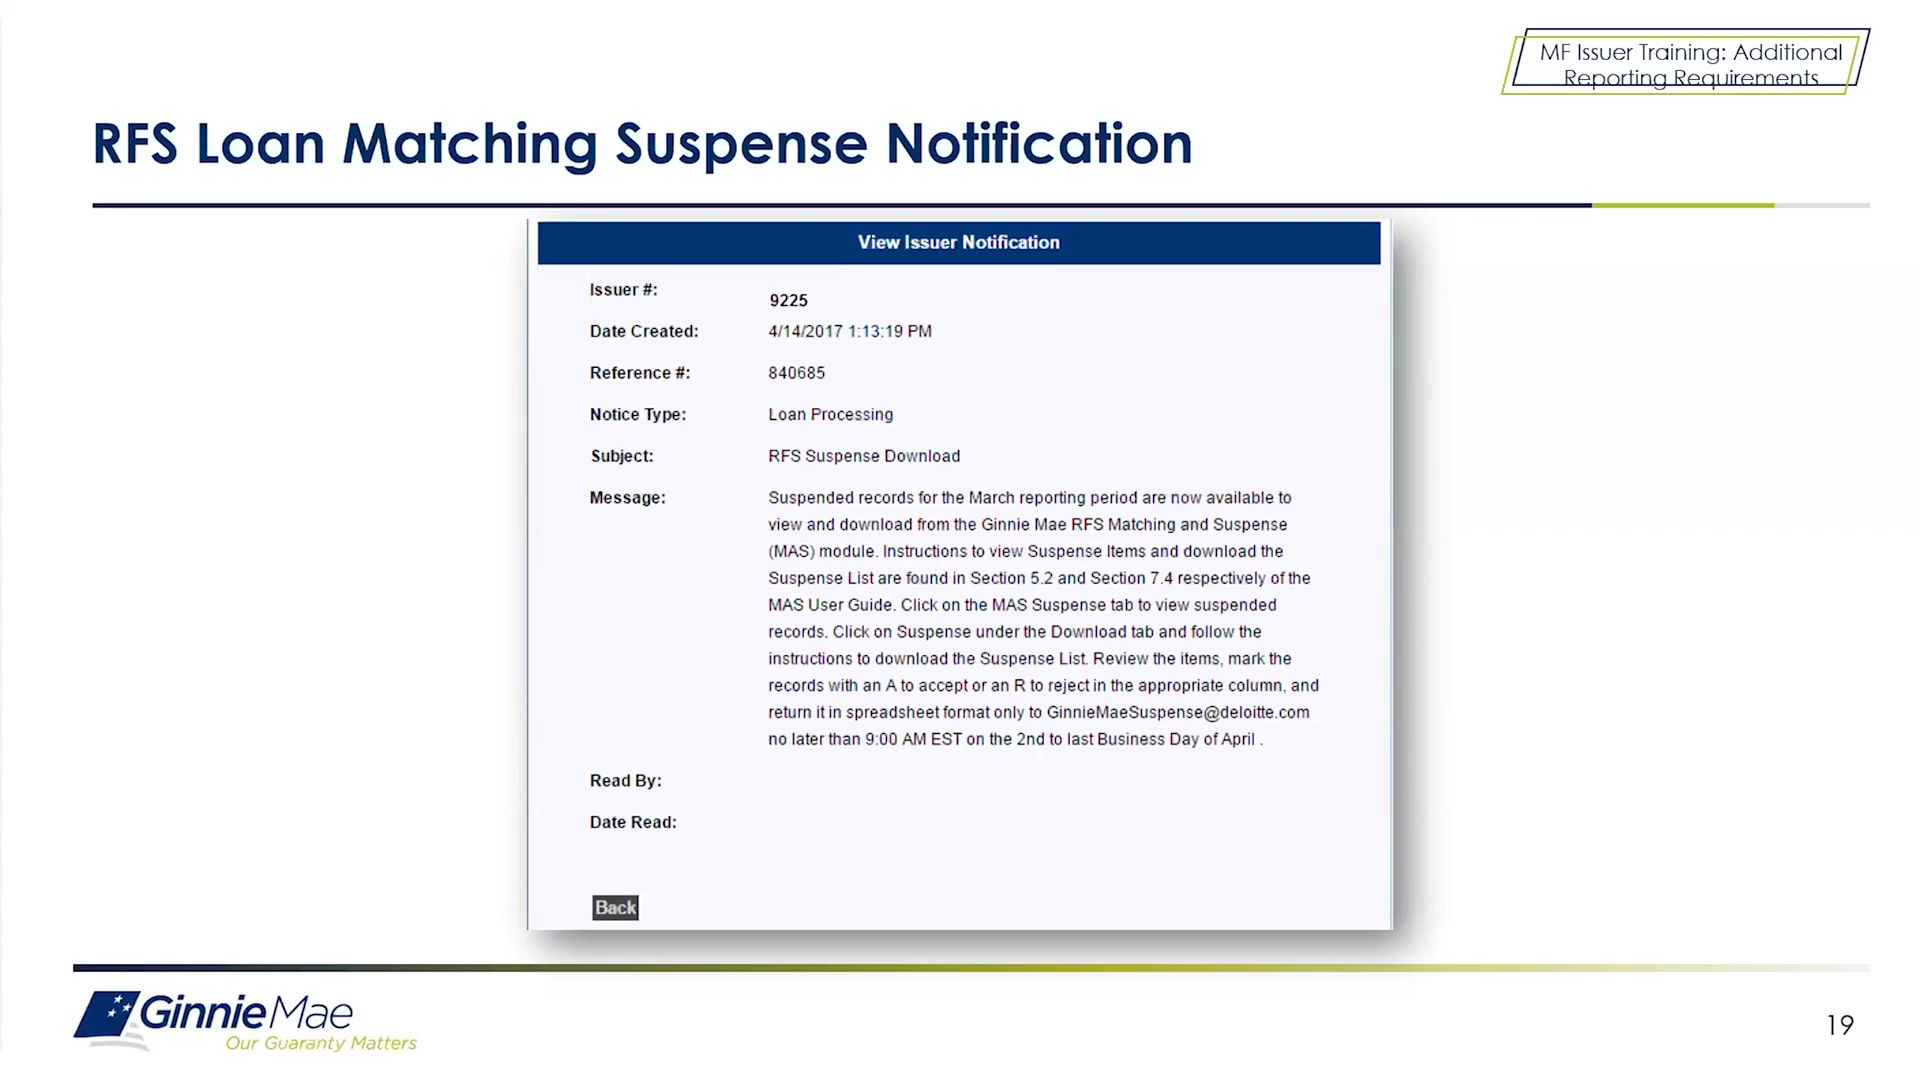 MF Issuer Training: Additional
Reporting Requirements
RFS Loan Matching Suspense Notification
View Issuer Notification
Issuer #: 9225
Date Created: 4/14/2017 1:13:19 PM
Reference #: 840685
Notice Type: Loan Processing
Subject: RFS Suspense Download
Message: Suspended records for the March reporting period are now available to
view and download from the Ginnie Mae RFS Matching and Suspense
(MAS) module. Instructions to view Suspense Items and download the
Suspense List are found in Section 5.2 and Section 7.4 respectively of the
MAS User Guide. Click on the MAS Suspense tab to view suspended
records. Click on Suspense under the Download tab and follow the
instructions to download the Suspense List. Review the items, mark the
records with an A to accept or an R to reject in the appropriate column, and
return it in spreadsheet format only to GinnieMaeSuspense@deloitte.com
no later than 9:00 AM EST on the 2nd to last Business Day of April .
Read By:
Date Read:
Back
GinnieMae
Our Guaranty Matters
19